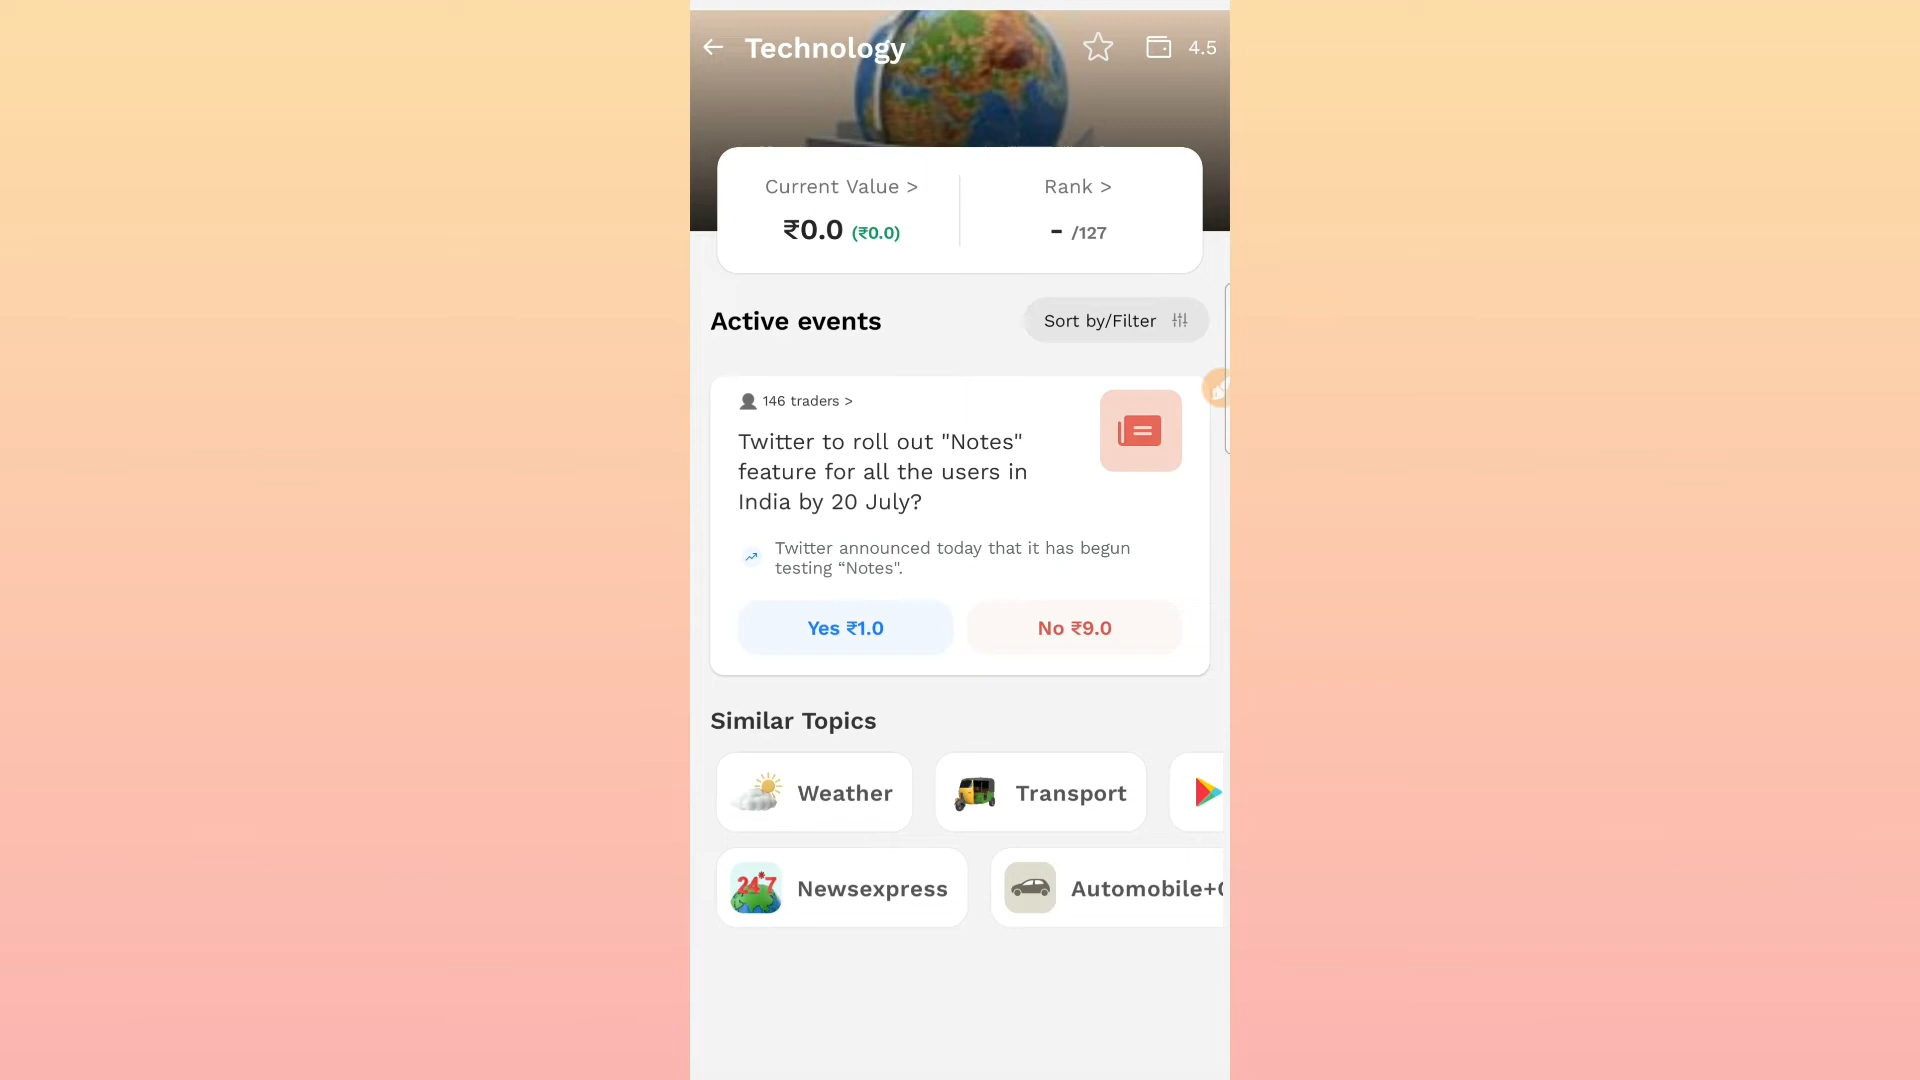 Technology
4.5
Current Value >
Rank >
₹0.0 (₹0.0)
- /127
Active events
Sort by/Filter
146 traders >
Twitter to roll out "Notes"
feature for all the users in
India by 20 July?
Twitter announced today that it has begun
testing “Notes".
Yes ₹1.0
No ₹9.0
Similar Topics
Weather
Transport
24*7
Newsexpress
Automobile+